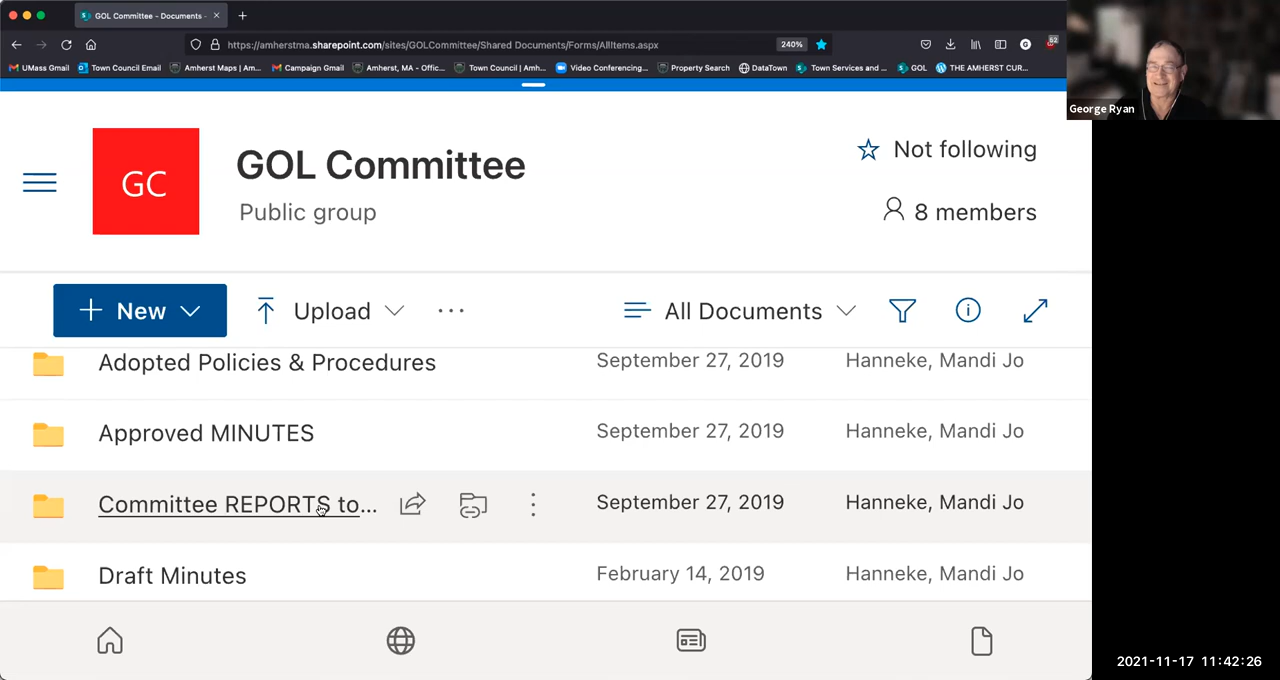 GOL Committee - Documents -
https://amherstma.sharepoint.com/sites/GOLCommittee/Shared Documents/Forms/AllItems.aspx
240%
52
UMass Gmail
Town Council Email
Amherst Maps | Am...
Campaign Gmail
Amherst, MA - Offic...
Town Council | Amh...
Video Conferencing...
Property Search
DataTown
Town Services and ...
GOL
THE AMHERST CUR...
George Ryan
GC
GOL Committee
Public group
Not following
8 members
New
Upload
All Documents
Adopted Policies & Procedures
September 27, 2019
Hanneke, Mandi Jo
Approved MINUTES
September 27, 2019
Hanneke, Mandi Jo
Committee REPORTS to...
September 27, 2019
Hanneke, Mandi Jo
Draft Minutes
February 14, 2019
Hanneke, Mandi Jo
2021-11-17 11:42:26